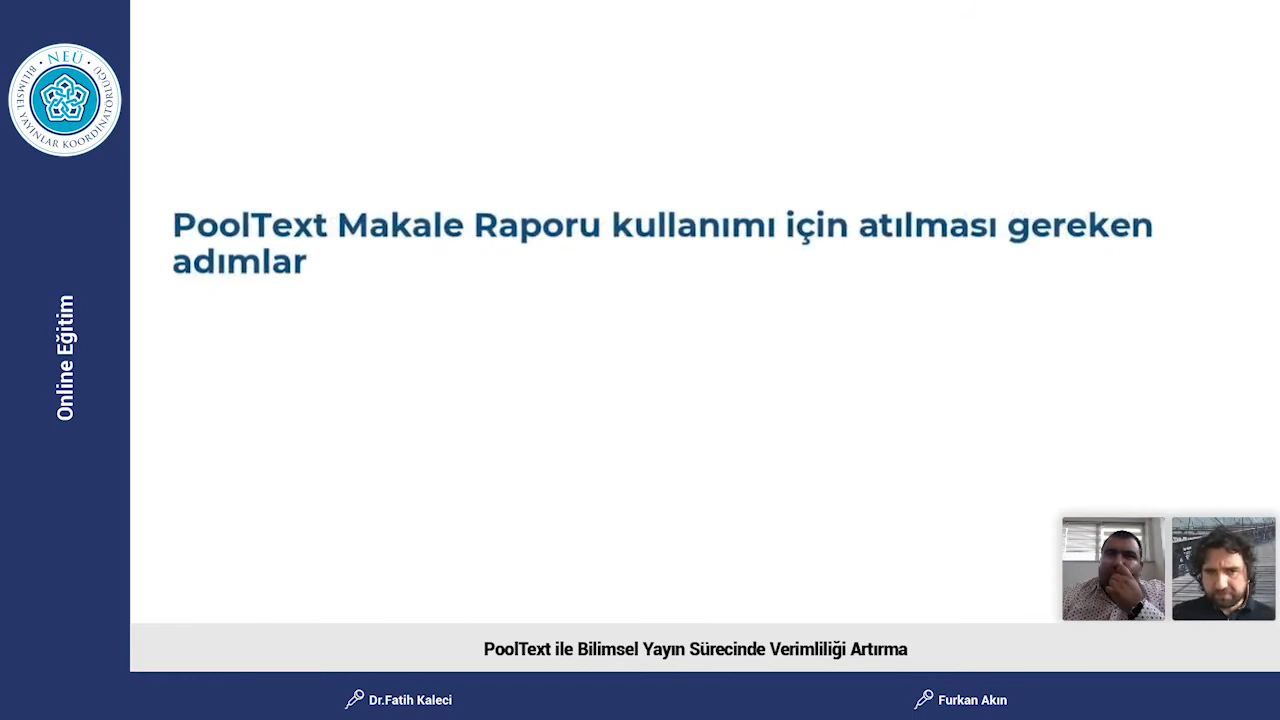 · NEÜ ·
BİLİMSEL YAYINLAR KOORDİNATÖRLÜĞÜ
Online Eğitim
PoolText Makale Raporu kullanımı için atılması gereken
adımlar
PoolText ile Bilimsel Yayın Sürecinde Verimliliği Artırma
Dr.Fatih Kaleci
Furkan Akın